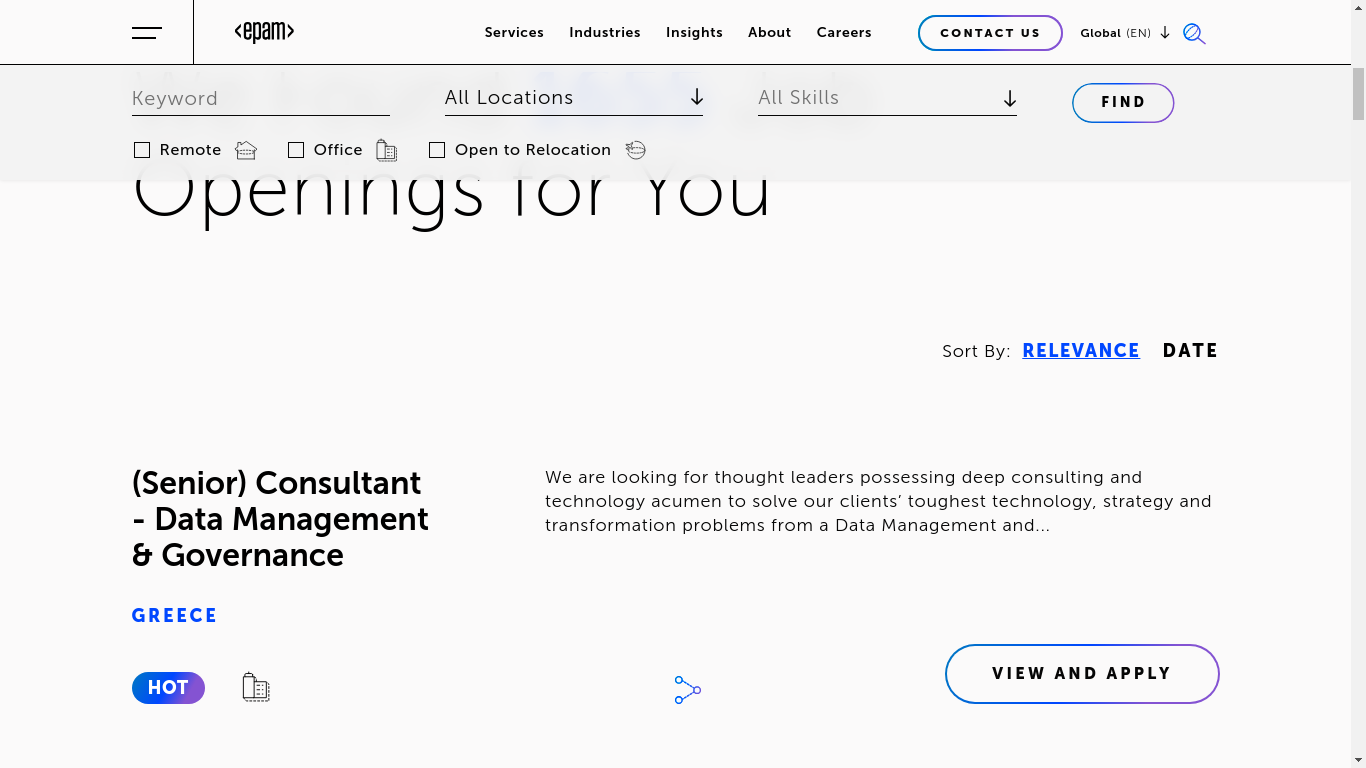 <epam>
Services Industries Insights About Careers CONTACT US Global (EN)
Keyword All Locations All Skills FIND
Remote Office Open to Relocation
Openings for You
Sort By: RELEVANCE DATE
(Senior) Consultant
- Data Management
& Governance
We are looking for thought leaders possessing deep consulting and
technology acumen to solve our clients’ toughest technology, strategy and
transformation problems from a Data Management and...
GREECE
HOT
VIEW AND APPLY